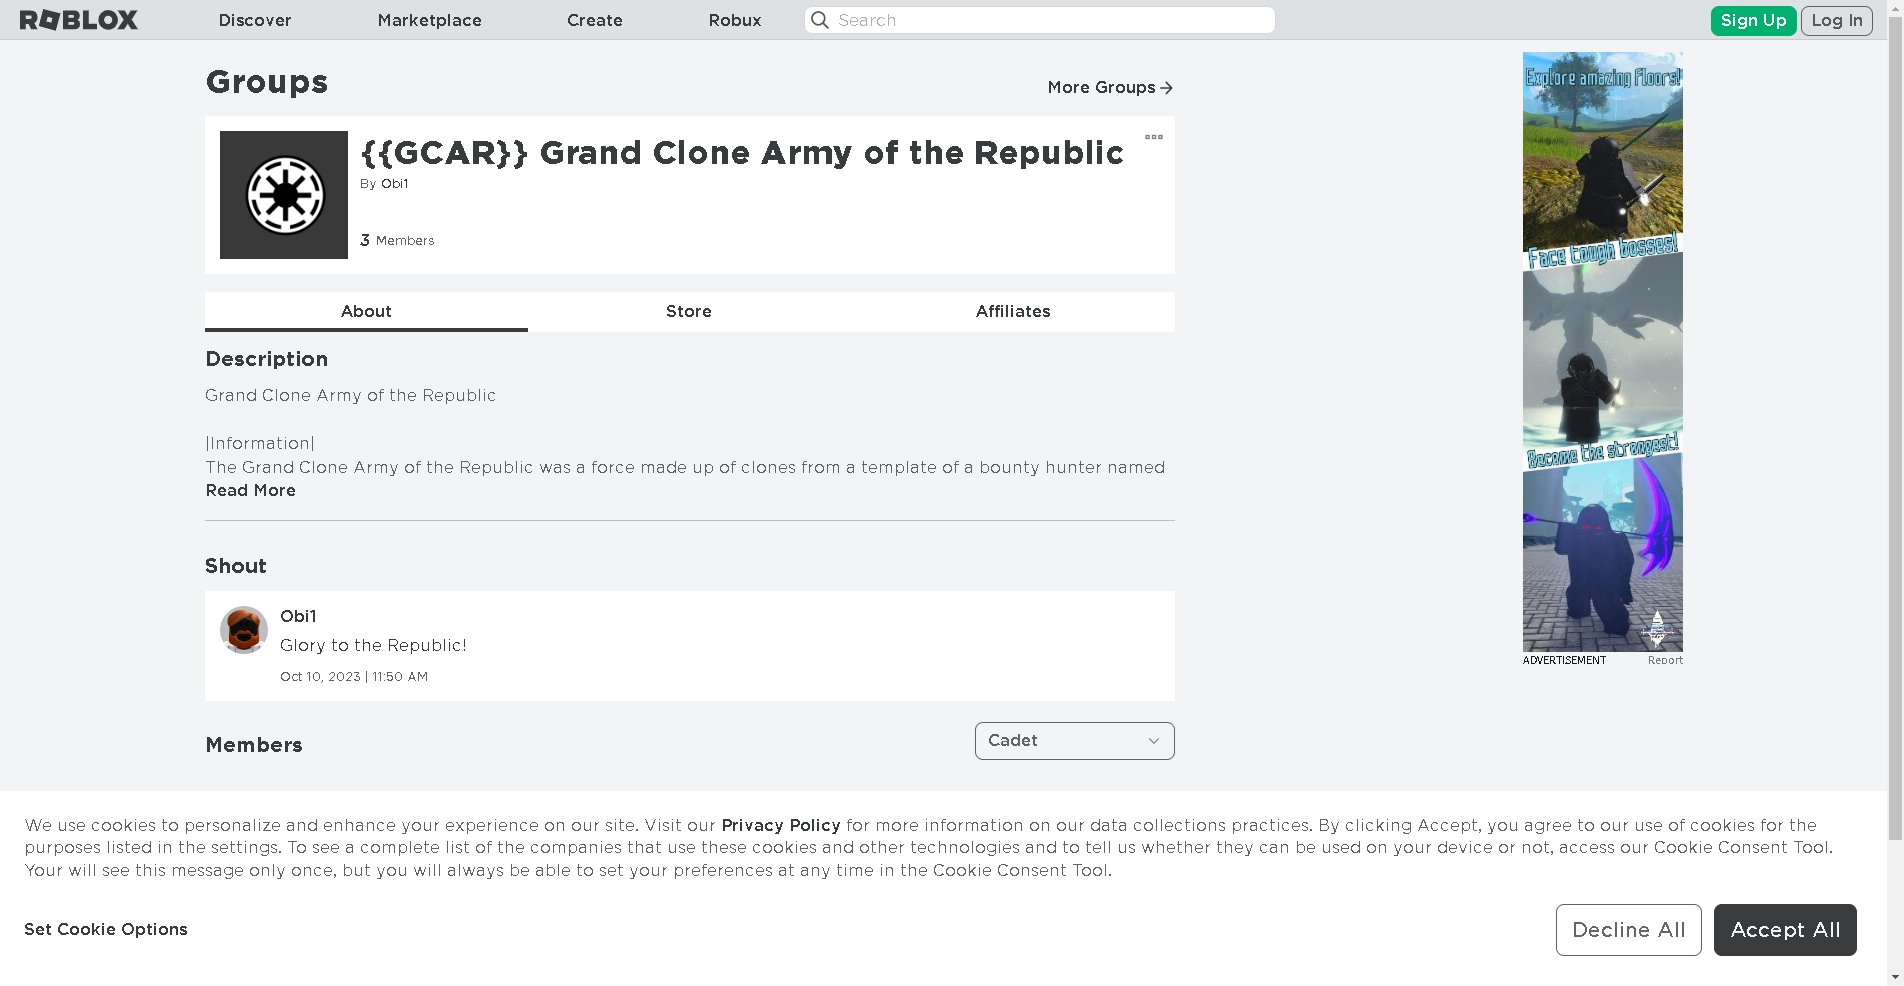 ROBLOX
Discover
Marketplace
Create
Robux
Search
Sign Up
Log In
Groups
More Groups
{{GCAR}} Grand Clone Army of the Republic
By Obi1
3 Members
About
Store
Affiliates
Description
Grand Clone Army of the Republic
|Information|
The Grand Clone Army of the Republic was a force made up of clones from a template of a bounty hunter named
Read More
Shout
Obi1
Glory to the Republic!
Oct 10, 2023 | 11:50 AM
Members
Cadet
Explore amazing floors!
Face tough bosses!
Become the strongest!
ADVERTISEMENT
Report
We use cookies to personalize and enhance your experience on our site. Visit our Privacy Policy for more information on our data collections practices. By clicking Accept, you agree to our use of cookies for the
purposes listed in the settings. To see a complete list of the companies that use these cookies and other technologies and to tell us whether they can be used on your device or not, access our Cookie Consent Tool.
Your will see this message only once, but you will always be able to set your preferences at any time in the Cookie Consent Tool.
Set Cookie Options
Decline All
Accept All